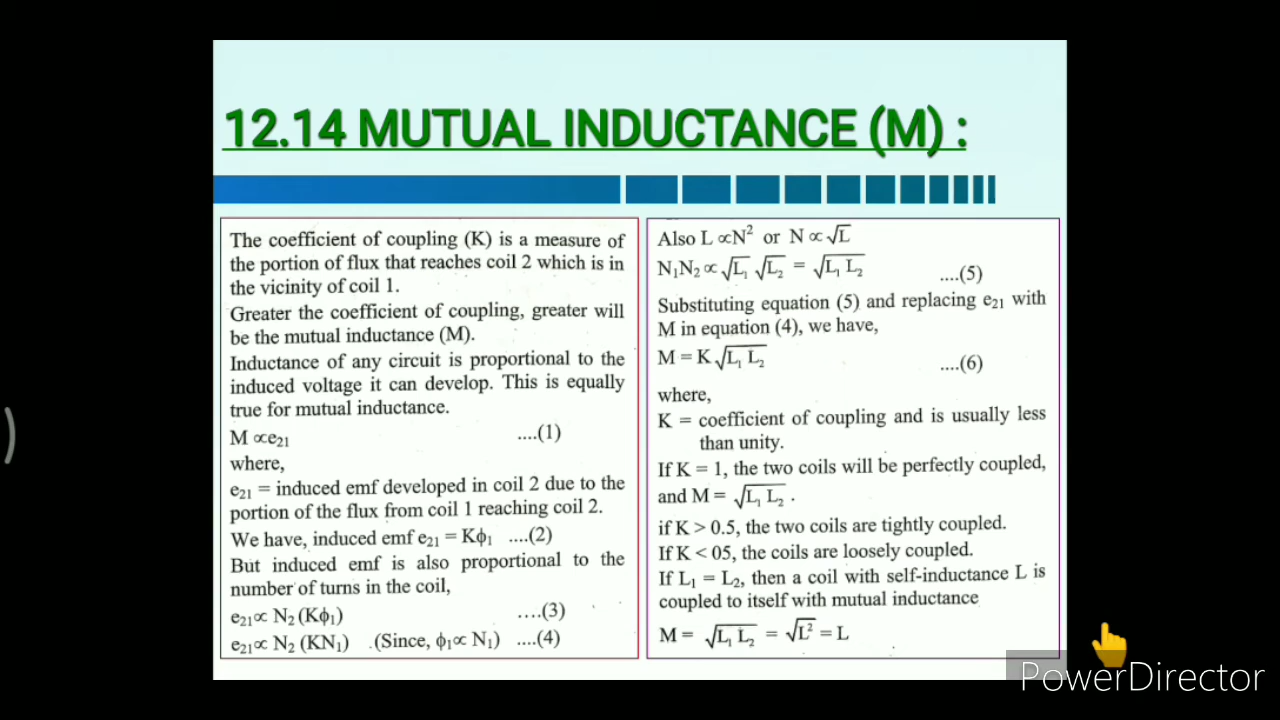 12.14 MUTUAL INDUCTANCE (M) :
The coefficient of coupling (K) is a measure of
the portion of flux that reaches coil 2 which is in
the vicinity of coil 1.
Greater the coefficient of coupling, greater will
be the mutual inductance (M).
Inductance of any circuit is proportional to the
induced voltage it can develop. This is equally
true for mutual inductance.
M ∝e₂₁ ....(1)
where,
e₂₁ = induced emf developed in coil 2 due to the
portion of the flux from coil 1 reaching coil 2.
We have, induced emf e₂₁ = Kϕ₁ ....(2)
But induced emf is also proportional to the
number of turns in the coil,
e₂₁∝ N₂ (Kϕ₁) ....(3)
e₂₁∝ N₂ (KN₁) (Since, ϕ₁∝ N₁) ....(4)
Also L ∝N² or N ∝ √L
N₁N₂ ∝ √L₁ √L₂ = √L₁ L₂ ....(5)
Substituting equation (5) and replacing e₂₁ with
M in equation (4), we have,
M = K √L₁ L₂ ....(6)
where,
K = coefficient of coupling and is usually less
than unity.
If K = 1, the two coils will be perfectly coupled,
and M = √L₁ L₂ .
if K > 0.5, the two coils are tightly coupled.
If K < 05, the coils are loosely coupled.
If L₁ = L₂, then a coil with self-inductance L is
coupled to itself with mutual inductance
M = √L₁ L₂ = √L² = L
PowerDirector